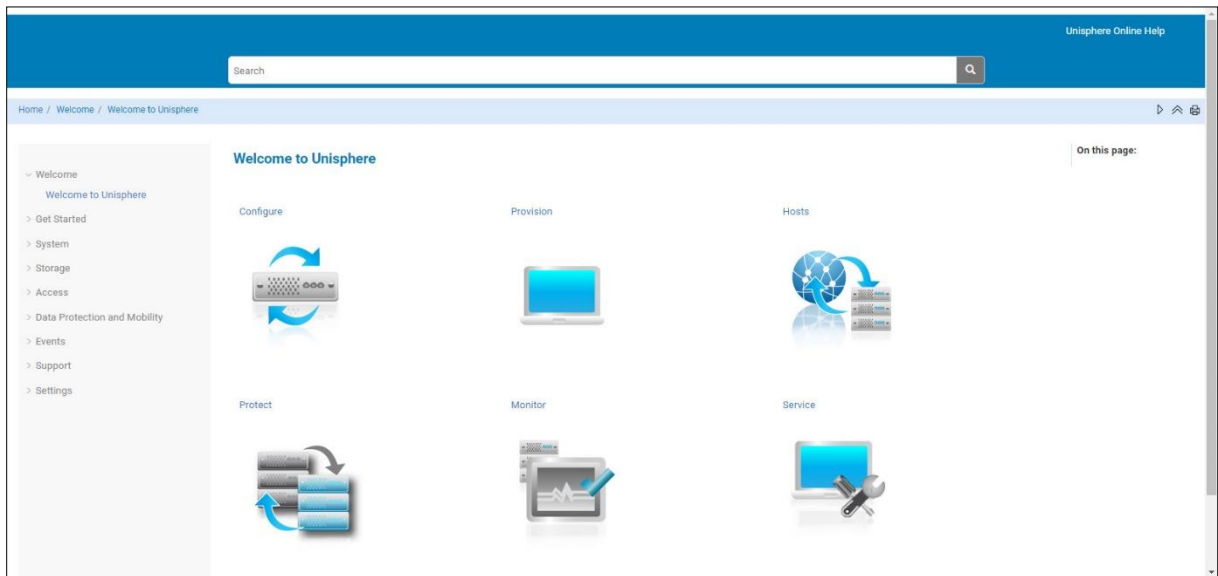 Unisphere Online Help
Search
Home / Welcome / Welcome to Unisphere
Welcome
Welcome to Unisphere
Get Started
System
Storage
Access
Data Protection and Mobility
Events
Support
Settings
Welcome to Unisphere
On this page:
Configure
Provision
Hosts
Protect
Monitor
Service